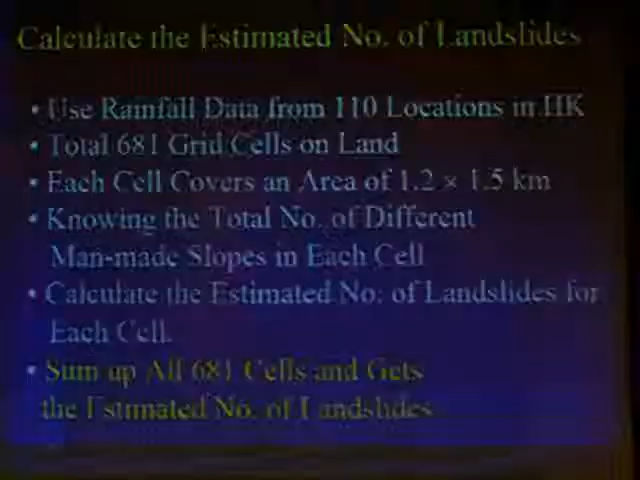 Calculate the Estimated No. of Landslides
• Use Rainfall Data from 110 Locations in HK
• Total 681 Grid Cells on Land
• Each Cell Covers an Area of 1.2 × 1.5 km
• Knowing the Total No. of Different
Man-made Slopes in Each Cell
• Calculate the Estimated No. of Landslides for
Each Cell.
• Sum up All 681 Cells and Gets
the Estimated No. of Landslides